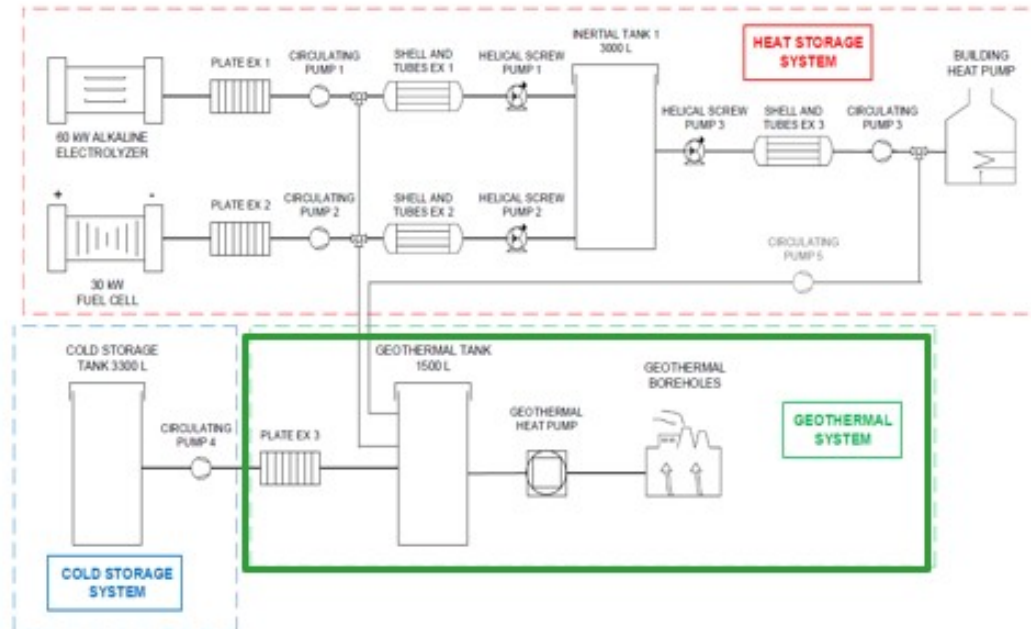 INERTIAL TANK 1
3000 L
HEAT STORAGE
SYSTEM
BUILDING
HEAT PUMP
PLATE EX 1
CIRCULATING
PUMP 1
SHELL AND
TUBES EX 1
HELICAL SCREW
PUMP 1
60 kW ALKALINE
ELECTROLYZER
HELICAL SCREW
PUMP 3
SHELL AND
TUBES EX 3
CIRCULATING
PUMP 3
+ -
PLATE EX 2
CIRCULATING
PUMP 2
SHELL AND
TUBES EX 2
HELICAL SCREW
PUMP 2
30 kW
FUEL CELL
CIRCULATING
PUMP 5
COLD STORAGE
TANK 3300 L
GEOTHERMAL TANK
1500 L
GEOTHERMAL
BOREHOLES
CIRCULATING
PUMP 4
PLATE EX 3
GEOTHERMAL
HEAT PUMP
GEOTHERMAL
SYSTEM
COLD STORAGE
SYSTEM